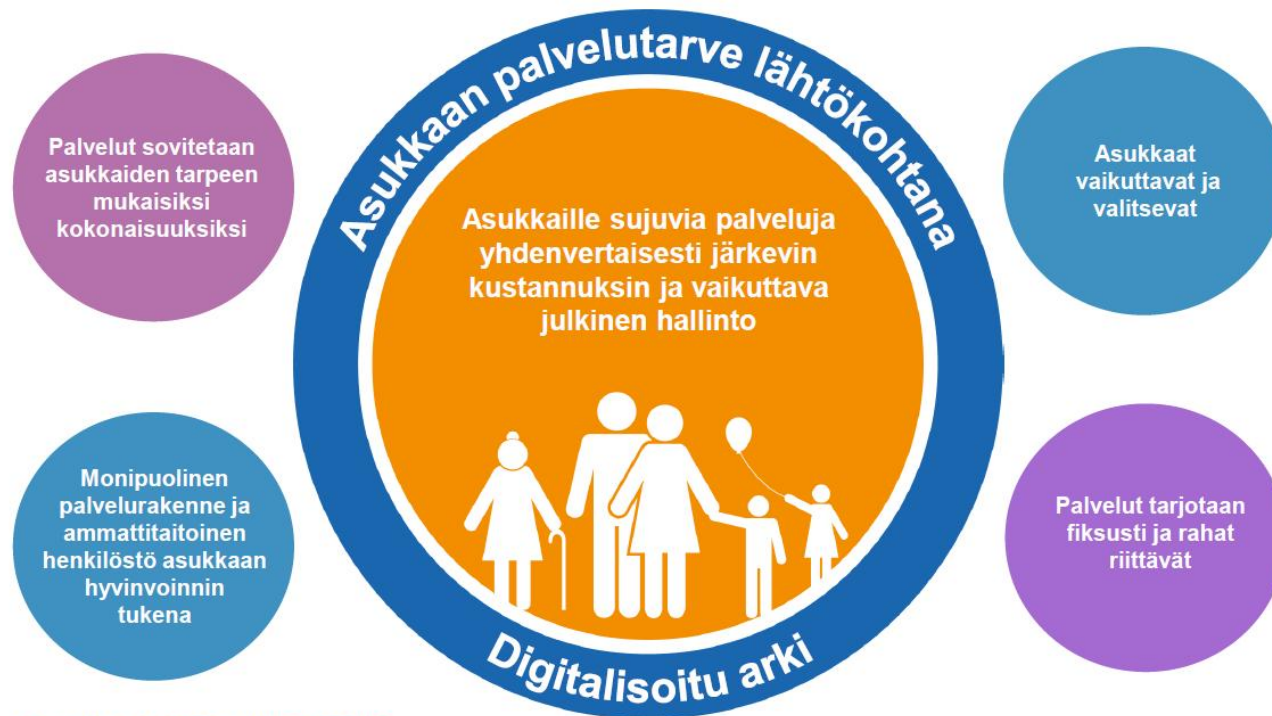 Asukkaan palvelutarve lähtökohtana
Palvelut sovitetaan
asukkaiden tarpeen
mukaisiksi
kokonaisuuksiksi
Asukkaat
vaikuttavat ja
valitsevat
Asukkaille sujuvia palveluja
yhdenvertaisesti järkevin
kustannuksin ja vaikuttava
julkinen hallinto
Monipuolinen
palvelurakenne ja
ammattitaitoinen
henkilöstö asukkaan
hyvinvoinnin
tukena
Palvelut tarjotaan
fiksusti ja rahat
riittävät
Digitalisoitu arki